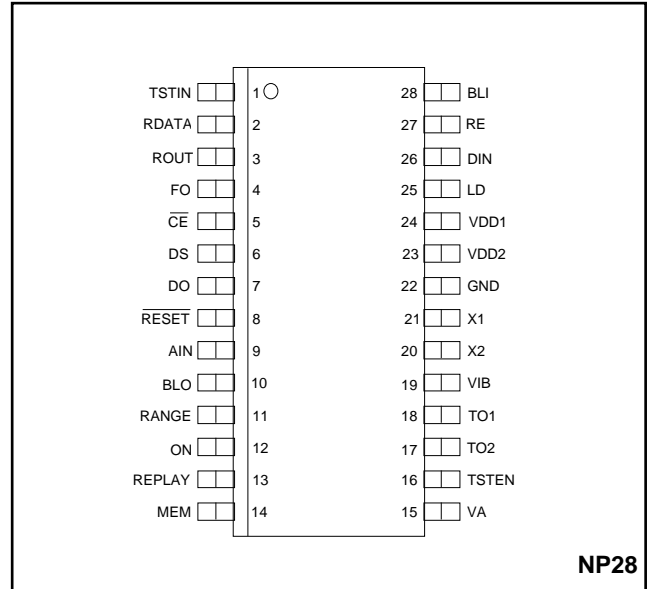 TSTIN 1 28 BLI
RDATA 2 27 RE
ROUT 3 26 DIN
FO 4 25 LD
C̅E̅ 5 24 VDD1
DS 6 23 VDD2
DO 7 22 GND
R̅E̅S̅E̅T̅ 8 21 X1
AIN 9 20 X2
BLO 10 19 VIB
RANGE 11 18 TO1
ON 12 17 TO2
REPLAY 13 16 TSTEN
MEM 14 15 VA
NP28